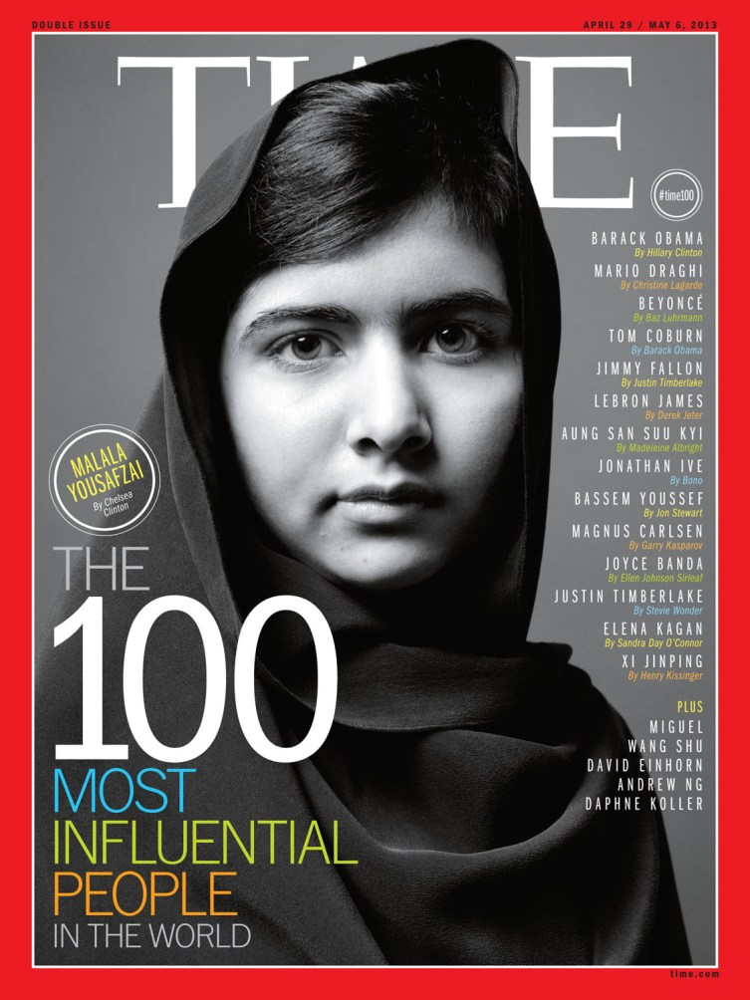 DOUBLE ISSUE
APRIL 29 / MAY 6, 2013
TIME
#time100
BARACK OBAMA
By Hillary Clinton
MARIO DRAGHI
By Christine Lagarde
BEYONCÉ
By Baz Luhrmann
TOM COBURN
By Barack Obama
JIMMY FALLON
By Justin Timberlake
LEBRON JAMES
By Derek Jeter
AUNG SAN SUU KYI
By Madeleine Albright
JONATHAN IVE
By Bono
BASSEM YOUSSEF
By Jon Stewart
MAGNUS CARLSEN
By Garry Kasparov
JOYCE BANDA
By Ellen Johnson Sirleaf
JUSTIN TIMBERLAKE
By Stevie Wonder
ELENA KAGAN
By Sandra Day O'Connor
XI JINPING
By Henry Kissinger
PLUS
MIGUEL
WANG SHU
DAVID EINHORN
ANDREW NG
DAPHNE KOLLER
MALALA
YOUSAFZAI
By Chelsea
Clinton
THE
100
MOST
INFLUENTIAL
PEOPLE
IN THE WORLD
time.com